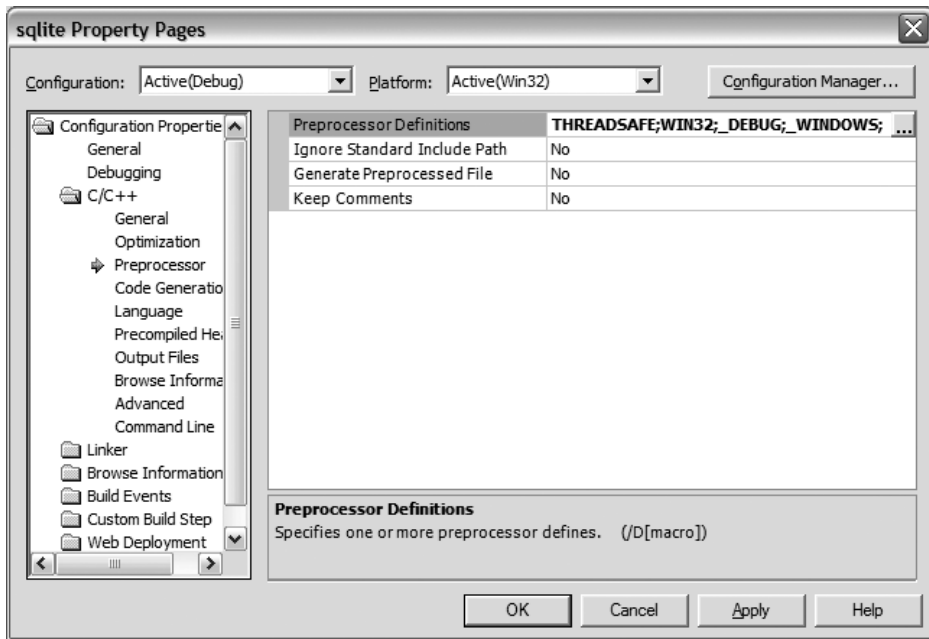 sqlite Property Pages
Configuration: Active(Debug) Platform: Active(Win32) Configuration Manager...
Configuration Propertie
General
Debugging
C/C++
General
Optimization
Preprocessor
Code Generatio
Language
Precompiled Hea
Output Files
Browse Informa
Advanced
Command Line
Linker
Browse Information
Build Events
Custom Build Step
Web Deployment
Preprocessor Definitions THREADSAFE;WIN32;_DEBUG;_WINDOWS; ...
Ignore Standard Include Path No
Generate Preprocessed File No
Keep Comments No
Preprocessor Definitions
Specifies one or more preprocessor defines. (/D[macro])
OK Cancel Apply Help